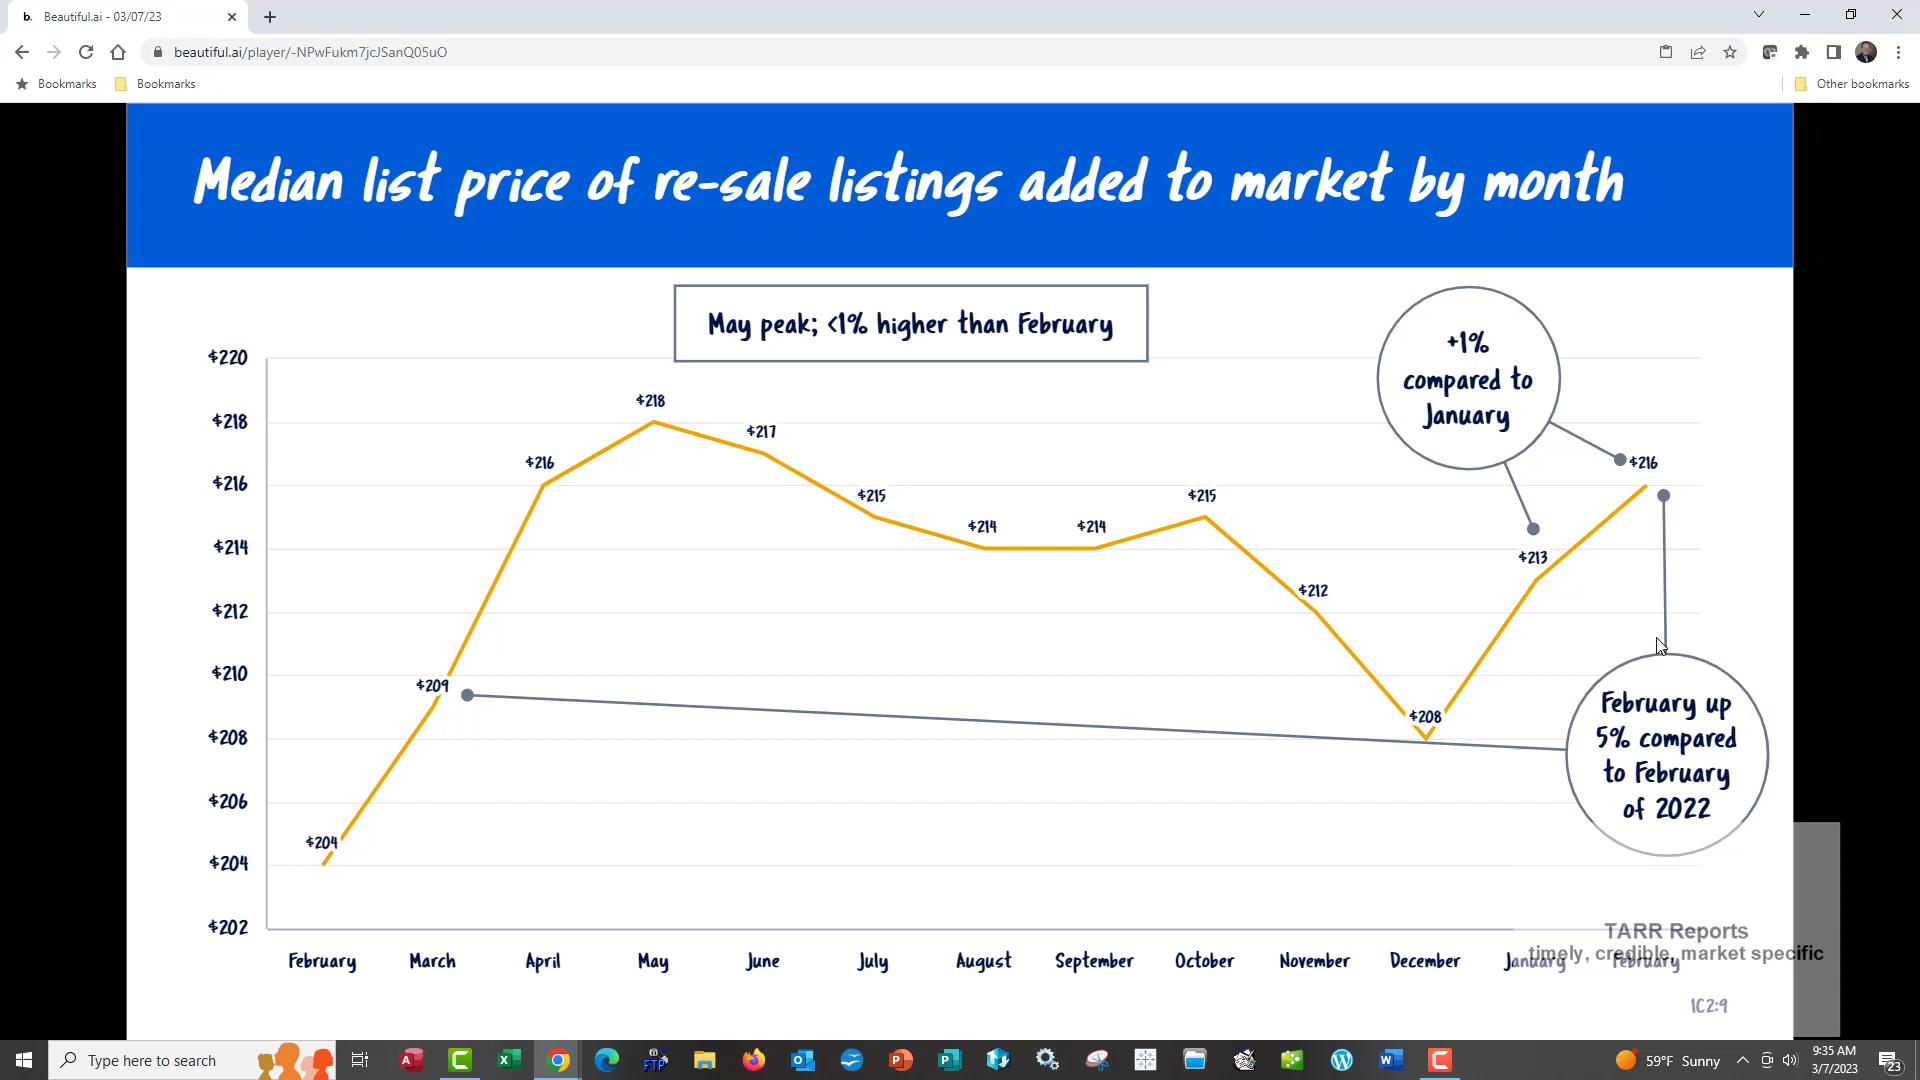 b. Beautiful.ai - 03/07/23
beautiful.ai/player/-NPwFukm7jcJSanQ05uO
Bookmarks
Bookmarks
Other bookmarks
Median list price of re-sale listings added to market by month
May peak; <1% higher than February
+1%
compared to
January
$220
$218
$216
$214
$212
$210
$208
$206
$204
$202
$204
$209
$216
$218
$217
$215
$214
$214
$215
$212
$208
$213
$216
February up
5% compared
to February
of 2022
February
March
April
May
June
July
August
September
October
November
December
January
February
TARR Reports
timely, credible, market specific
1C2:9
Type here to search
FTP
59°F Sunny
9:35 AM
3/7/2023
23